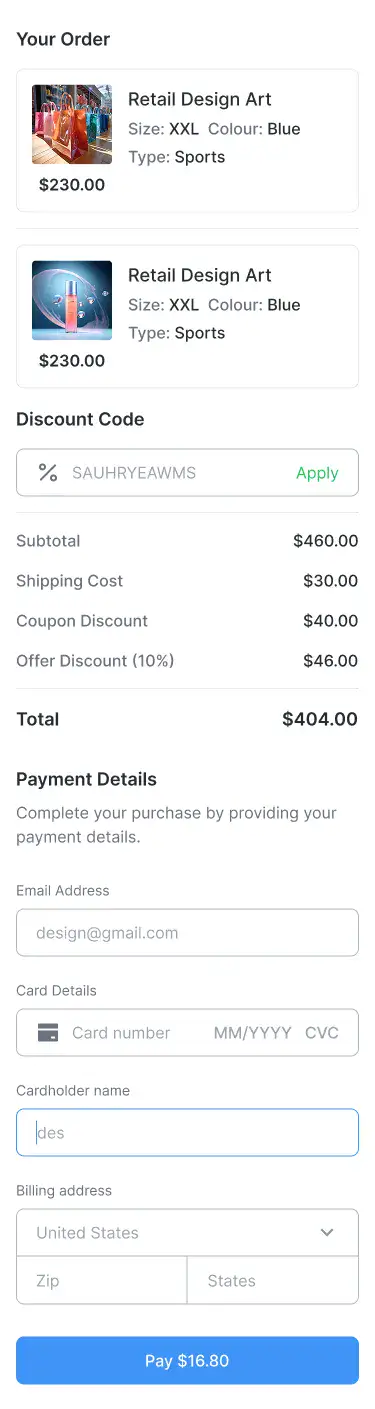 Your Order
Retail Design Art
Size: XXL Colour: Blue
Type: Sports
$230.00
Retail Design Art
Size: XXL Colour: Blue
Type: Sports
$230.00
Discount Code
SAUHRYEAWMS Apply
Subtotal $460.00
Shipping Cost $30.00
Coupon Discount $40.00
Offer Discount (10%) $46.00
Total $404.00
Payment Details
Complete your purchase by providing your
payment details.
Email Address
design@gmail.com
Card Details
Card number MM/YYYY CVC
Cardholder name
des
Billing address
United States
Zip States
Pay $16.80